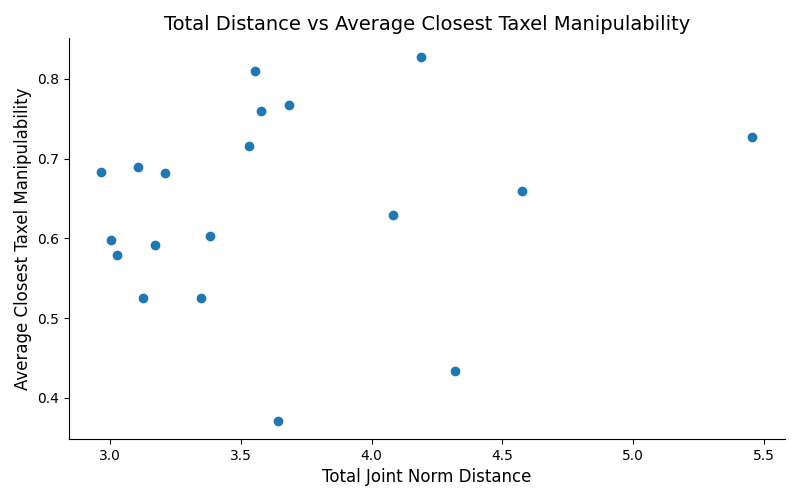 Total Distance vs Average Closest Taxel Manipulability
Average Closest Taxel Manipulability
0.8
0.7
0.6
0.5
0.4
3.0 3.5 4.0 4.5 5.0 5.5
Total Joint Norm Distance